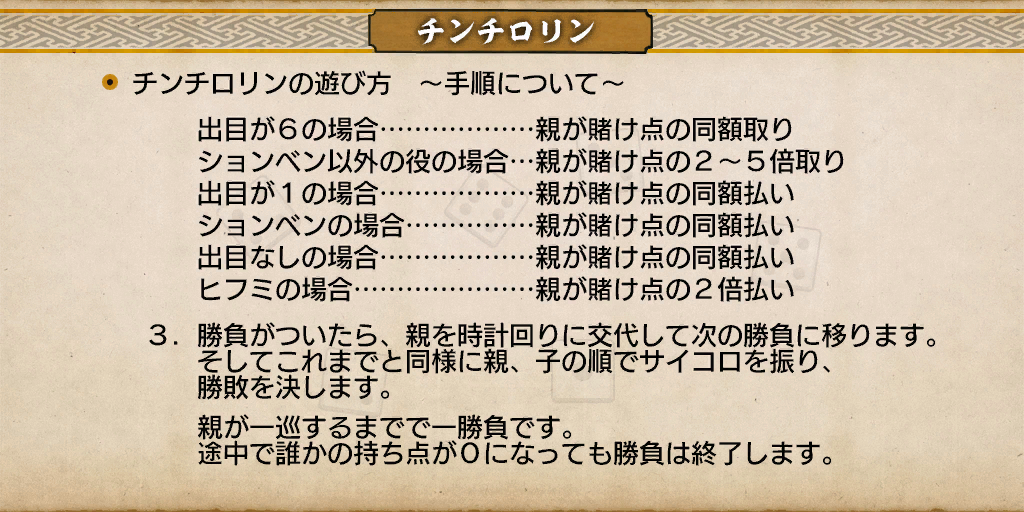 チンチロリン
チンチロリンの遊び方　～手順について～
出目が６の場合………………親が賭け点の同額取り
ションベン以外の役の場合…親が賭け点の２～５倍取り
出目が１の場合………………親が賭け点の同額払い
ションベンの場合……………親が賭け点の同額払い
出目なしの場合………………親が賭け点の同額払い
ヒフミの場合…………………親が賭け点の２倍払い
３．勝負がついたら、親を時計回りに交代して次の勝負に移ります。
そしてこれまでと同様に親、子の順でサイコロを振り、
勝敗を決します。
親が一巡するまでで一勝負です。
途中で誰かの持ち点が０になっても勝負は終了します。